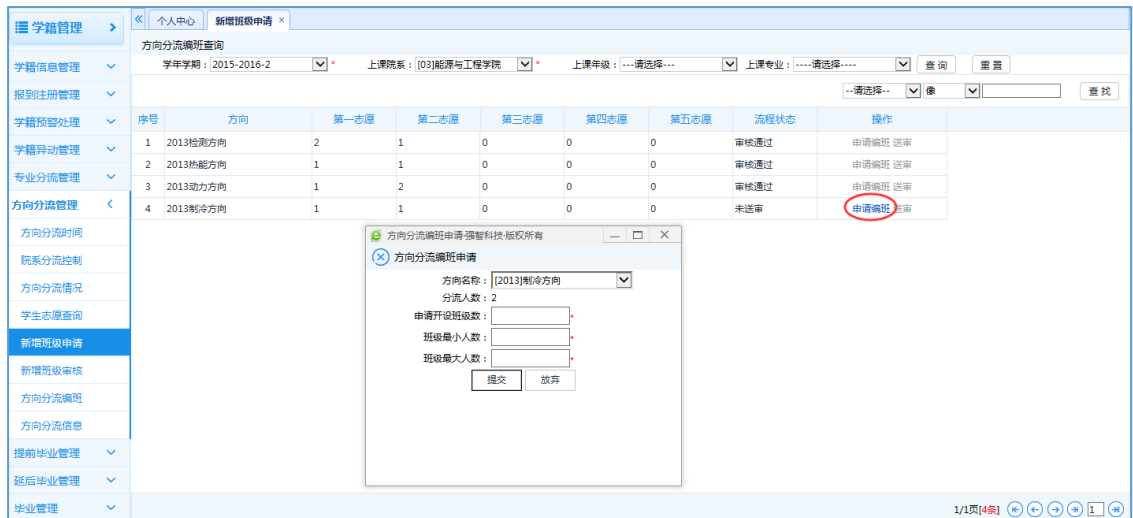 学籍管理
学籍信息管理
报到注册管理
学籍预警处理
学籍异动管理
专业分流管理
方向分流管理
方向分流时间
院系分流控制
方向分流情况
学生志愿查询
新增班级申请
新增班级审核
方向分流编班
方向分流信息
提前毕业管理
延后毕业管理
毕业管理
个人中心 新增班级申请 ×
方向分流编班查询
学年学期：2015-2016-2 * 上课院系：[03]能源与工程学院 * 上课年级：---请选择--- 上课专业：----请选择---- 查 询 重 置
--请选择-- 像 查 找
序号 方向 第一志愿 第二志愿 第三志愿 第四志愿 第五志愿 流程状态 操作
1 2013检测方向 2 1 0 0 0 审核通过 申请编班 送审
2 2013热能方向 1 1 0 0 0 审核通过 申请编班 送审
3 2013动力方向 1 2 0 0 0 审核通过 申请编班 送审
4 2013制冷方向 1 1 0 0 0 未送审 申请编班 送审
方向分流编班申请-强智科技·版权所有
方向分流编班申请
方向名称：[2013]制冷方向
分流人数：2
申请开设班级数： *
班级最小人数： *
班级最大人数： *
提交 放弃
1/1页[4条] 1